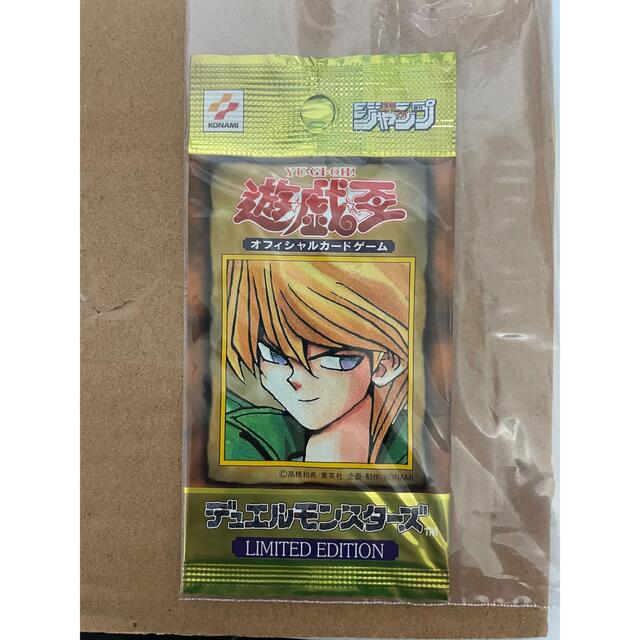 KONAMI
ジャンプ
YU-GI-OH!
遊戯王
オフィシャルカードゲーム
©高橋和希/集英社 企画・制作/KONAMI
デュエルモンスターズ™
LIMITED EDITION